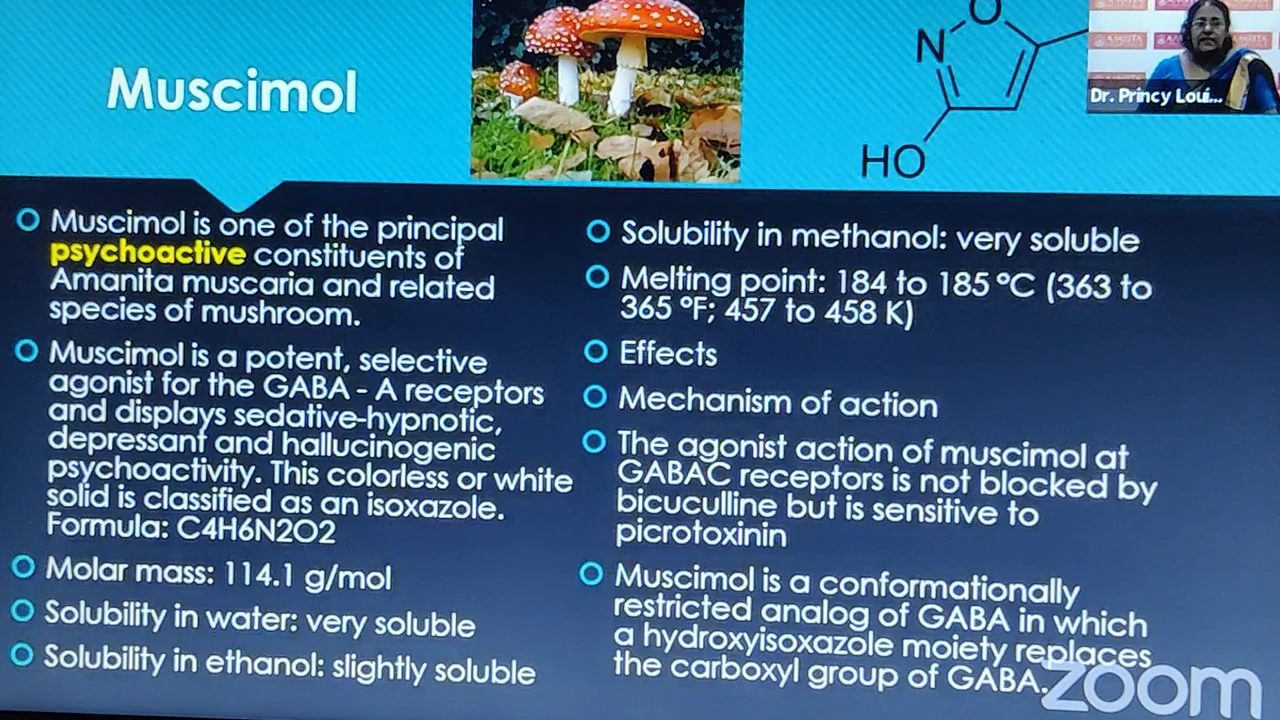 Muscimol
O
N
HO
Dr. Princy Loui...
Muscimol is one of the principal
psychoactive constituents of
Amanita muscaria and related
species of mushroom.
Muscimol is a potent, selective
agonist for the GABA - A receptors
and displays sedative-hypnotic,
depressant and hallucinogenic
psychoactivity. This colorless or white
solid is classified as an isoxazole.
Formula: C4H6N2O2
Molar mass: 114.1 g/mol
Solubility in water: very soluble
Solubility in ethanol: slightly soluble
Solubility in methanol: very soluble
Melting point: 184 to 185 °C (363 to
365 °F; 457 to 458 K)
Effects
Mechanism of action
The agonist action of muscimol at
GABAC receptors is not blocked by
bicuculline but is sensitive to
picrotoxinin
Muscimol is a conformationally
restricted analog of GABA in which
a hydroxyisoxazole moiety replaces
the carboxyl group of GABA.
zoom